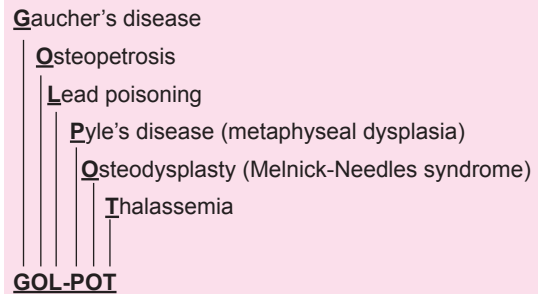 Gaucher’s disease
Osteopetrosis
Lead poisoning
Pyle’s disease (metaphyseal dysplasia)
Osteodysplasty (Melnick-Needles syndrome)
Thalassemia
GOL-POT